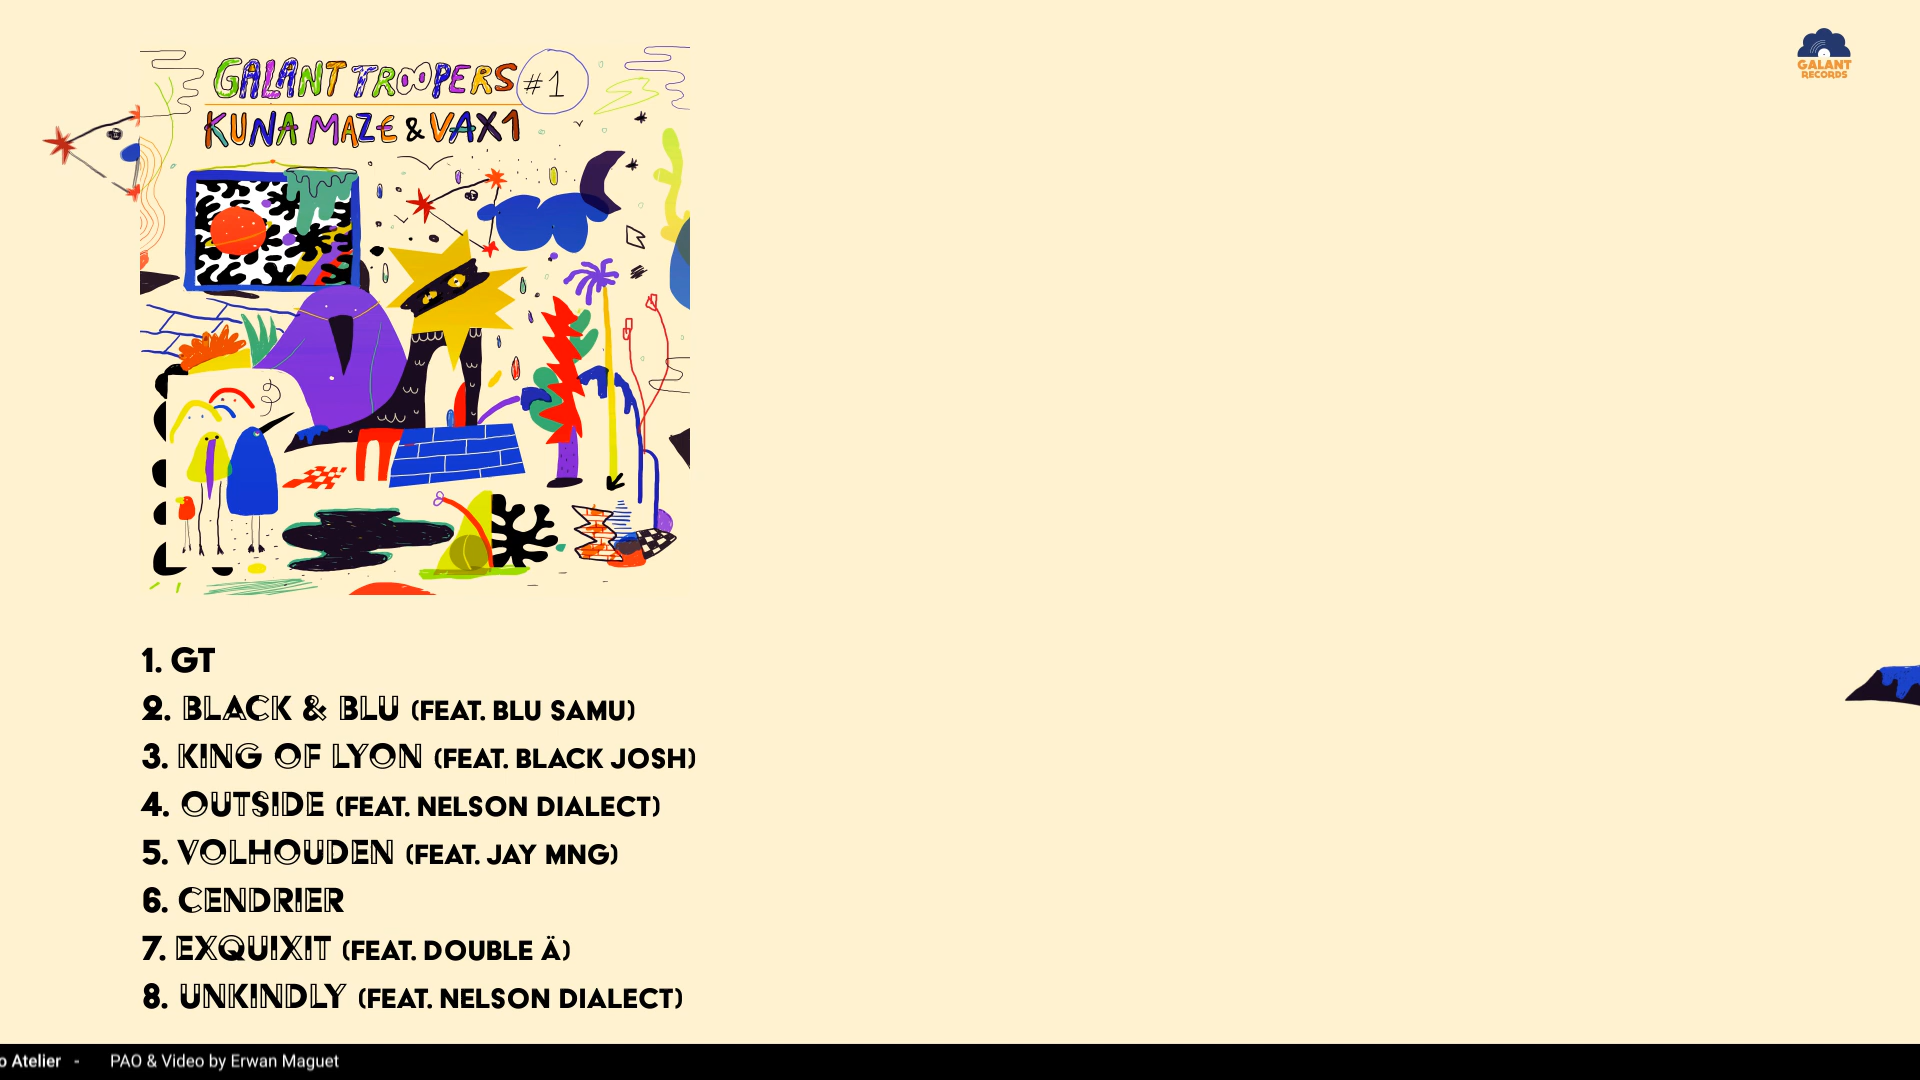 GALANT TROOPERS #1
KUNA MAZE & VAX1
GALANT
RECORDS
1. GT
2. BLACK & BLU (FEAT. BLU SAMU)
3. KING OF LYON (FEAT. BLACK JOSH)
4. OUTSIDE (FEAT. NELSON DIALECT)
5. VOLHOUDEN (FEAT. JAY MNG)
6. CENDRIER
7. EXQUIXIT (FEAT. DOUBLE Ä)
8. UNKINDLY (FEAT. NELSON DIALECT)
o Atelier - PAO & Video by Erwan Maguet